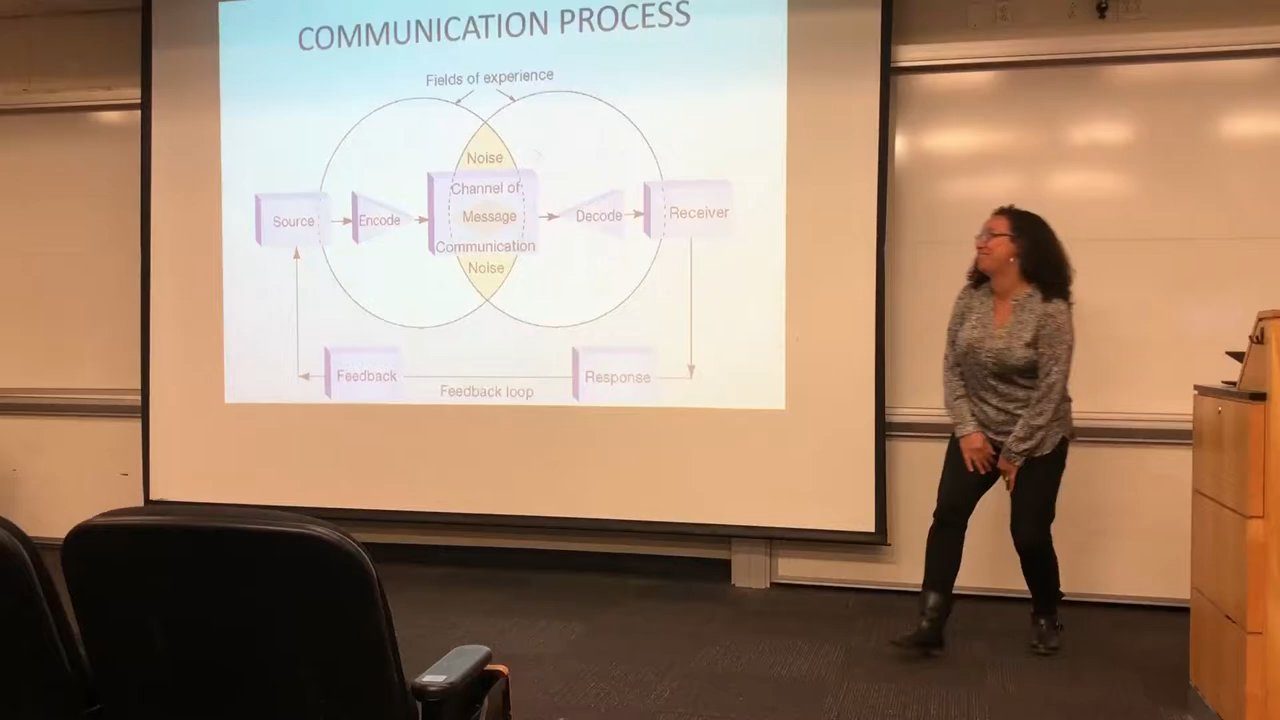 COMMUNICATION PROCESS
Fields of experience
Noise
Channel of
Source
Encode
Message
Decode
Receiver
Communication
Noise
Feedback
Feedback loop
Response